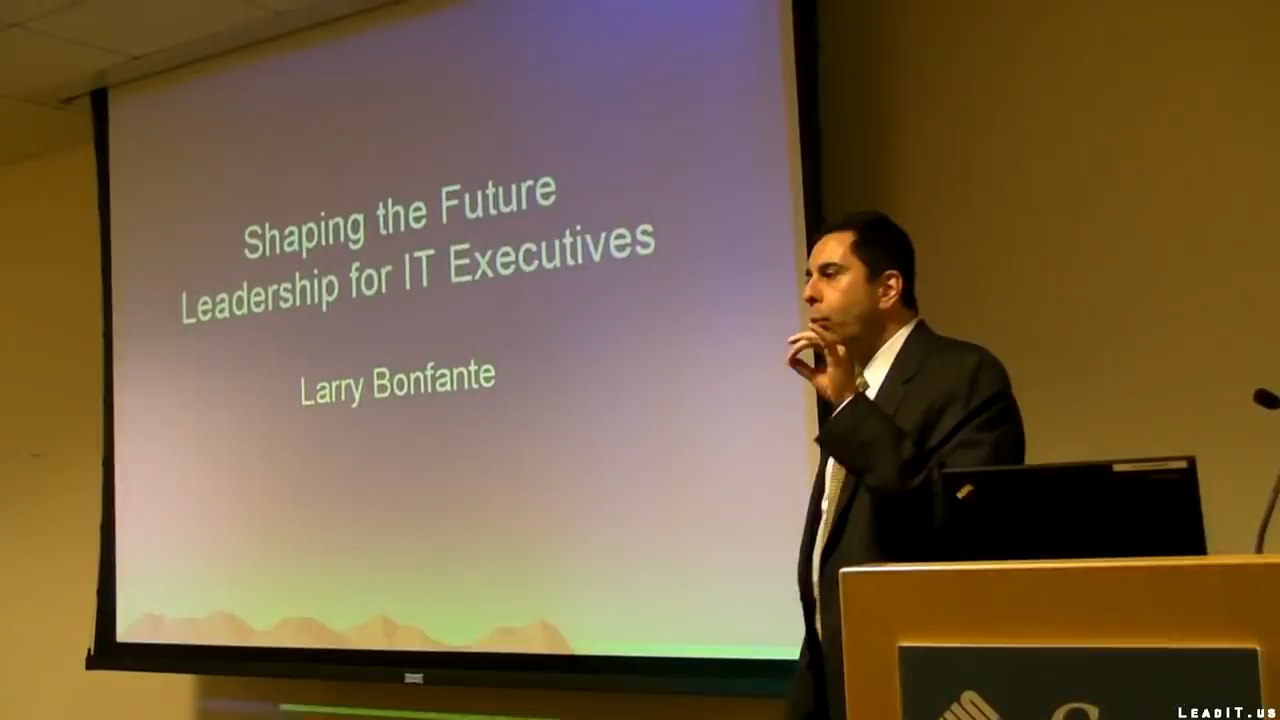 Shaping the Future
Leadership for IT Executives
Larry Bonfante
LeadIT.us